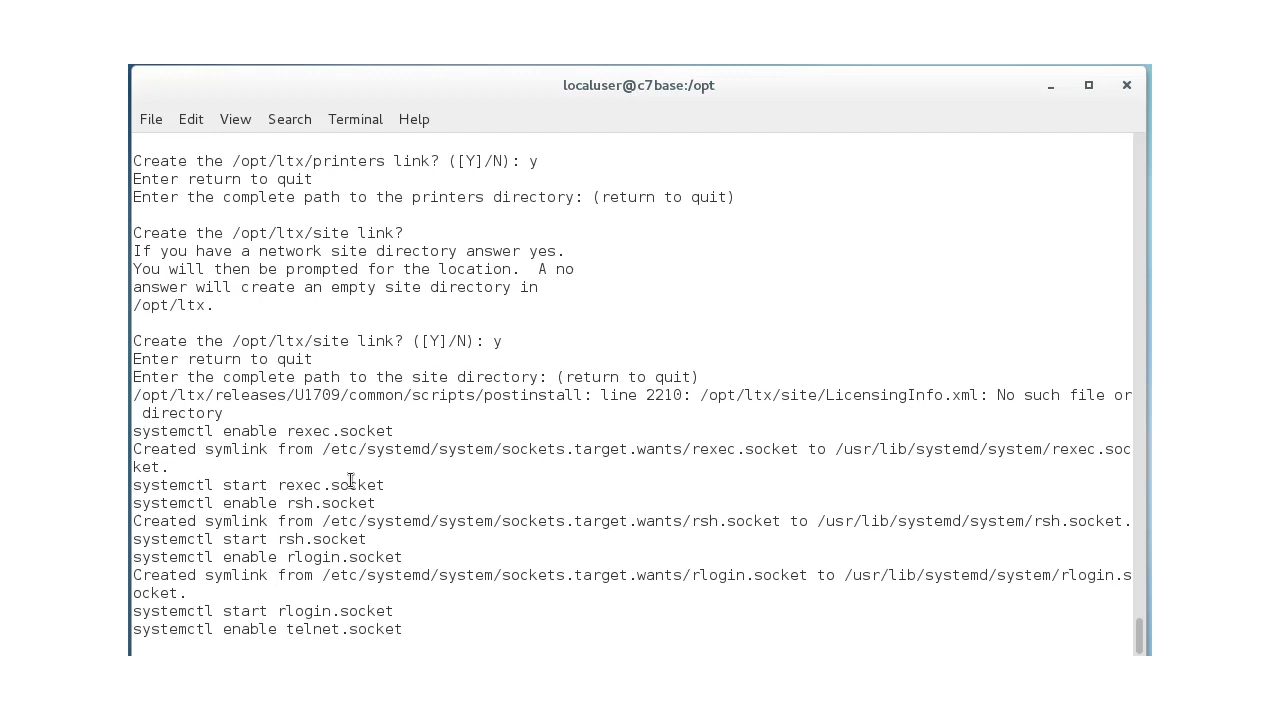 localuser@c7base:/opt
File Edit View Search Terminal Help
Create the /opt/ltx/printers link? ([Y]/N): y
Enter return to quit
Enter the complete path to the printers directory: (return to quit)
Create the /opt/ltx/site link?
If you have a network site directory answer yes.
You will then be prompted for the location.  A no
answer will create an empty site directory in
/opt/ltx.
Create the /opt/ltx/site link? ([Y]/N): y
Enter return to quit
Enter the complete path to the site directory: (return to quit)
/opt/ltx/releases/U1709/common/scripts/postinstall: line 2210: /opt/ltx/site/LicensingInfo.xml: No such file or
 directory
systemctl enable rexec.socket
Created symlink from /etc/systemd/system/sockets.target.wants/rexec.socket to /usr/lib/systemd/system/rexec.soc
ket.
systemctl start rexec.socket
systemctl enable rsh.socket
Created symlink from /etc/systemd/system/sockets.target.wants/rsh.socket to /usr/lib/systemd/system/rsh.socket.
systemctl start rsh.socket
systemctl enable rlogin.socket
Created symlink from /etc/systemd/system/sockets.target.wants/rlogin.socket to /usr/lib/systemd/system/rlogin.s
ocket.
systemctl start rlogin.socket
systemctl enable telnet.socket